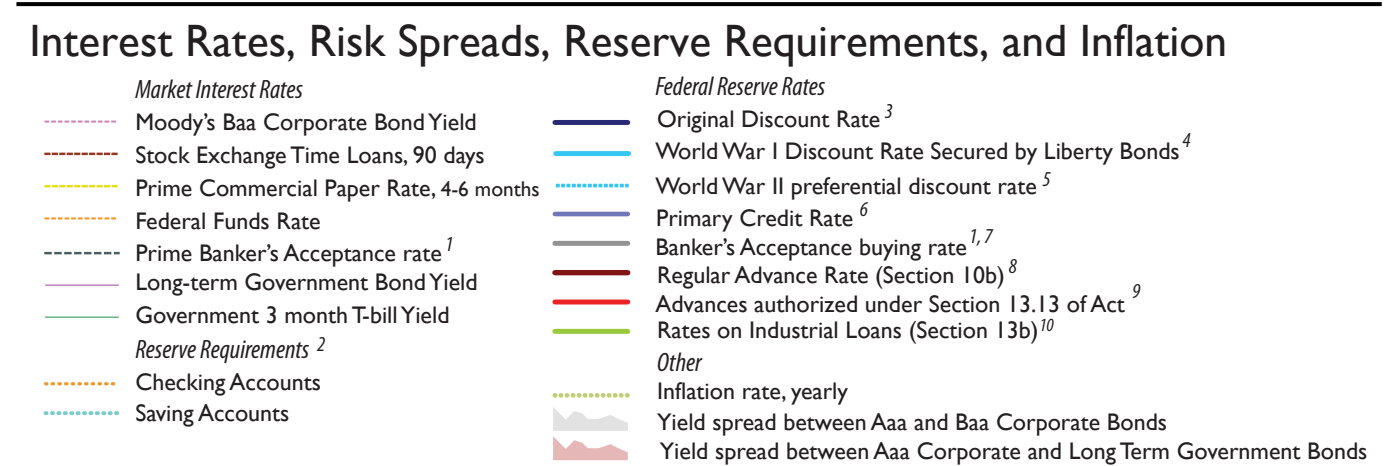 Interest Rates, Risk Spreads, Reserve Requirements, and Inflation
Market Interest Rates
Moody's Baa Corporate Bond Yield
Stock Exchange Time Loans, 90 days
Prime Commercial Paper Rate, 4-6 months
Federal Funds Rate
Prime Banker's Acceptance rate 1
Long-term Government Bond Yield
Government 3 month T-bill Yield
Reserve Requirements 2
Checking Accounts
Saving Accounts
Federal Reserve Rates
Original Discount Rate 3
World War I Discount Rate Secured by Liberty Bonds 4
World War II preferential discount rate 5
Primary Credit Rate 6
Banker's Acceptance buying rate 1, 7
Regular Advance Rate (Section 10b) 8
Advances authorized under Section 13.13 of Act 9
Rates on Industrial Loans (Section 13b) 10
Other
Inflation rate, yearly
Yield spread between Aaa and Baa Corporate Bonds
Yield spread between Aaa Corporate and Long Term Government Bonds